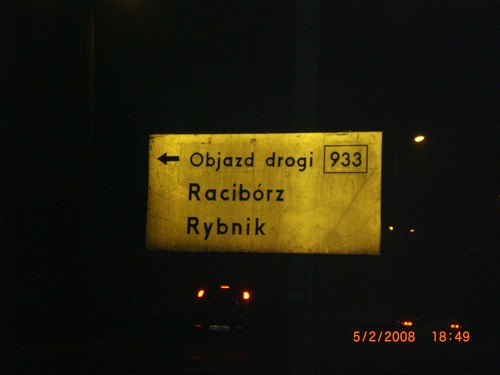 Objazd drogi 933
Racibórz
Rybnik
5/2/2008 18:49